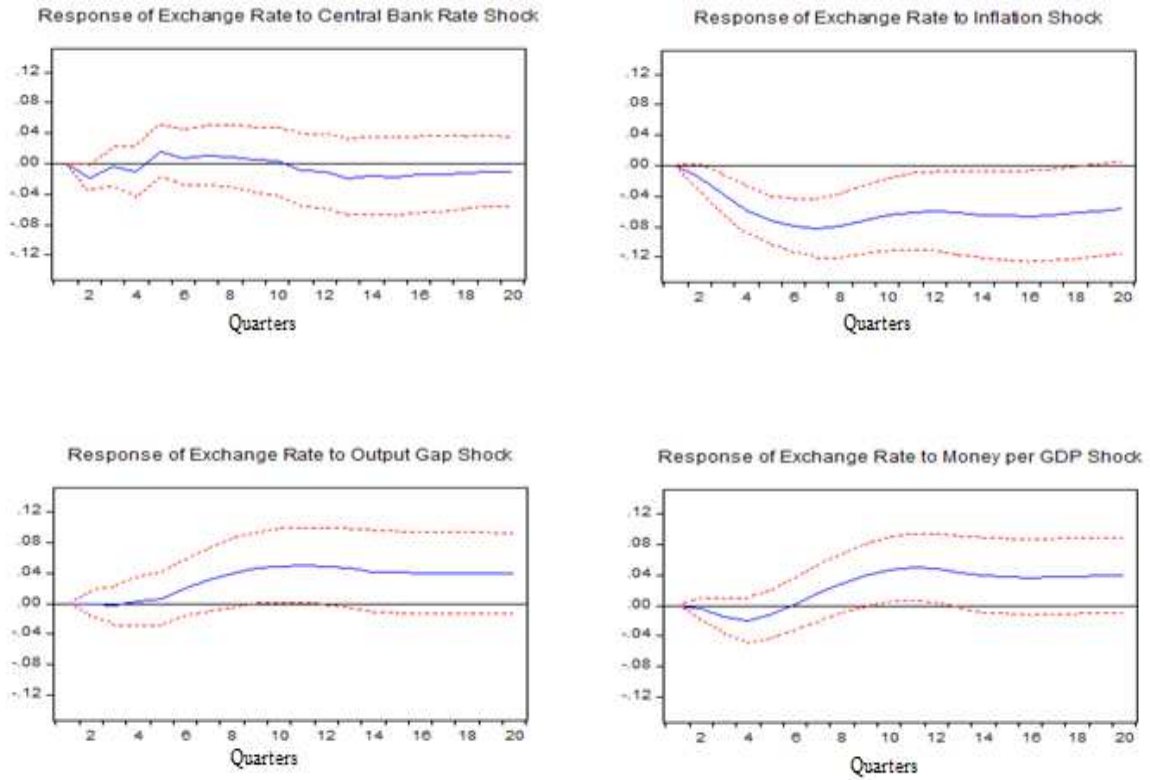 Response of Exchange Rate to Central Bank Rate Shock
.12
.08
.04
.00
-.04
-.08
-.12
2 4 6 8 10 12 14 16 18 20
Quarters
Response of Exchange Rate to Inflation Shock
.12
.08
.04
.00
-.04
-.08
-.12
2 4 6 8 10 12 14 16 18 20
Quarters
Response of Exchange Rate to Output Gap Shock
.12
.08
.04
.00
-.04
-.08
-.12
2 4 6 8 10 12 14 16 18 20
Quarters
Response of Exchange Rate to Money per GDP Shock
.12
.08
.04
.00
-.04
-.08
-.12
2 4 6 8 10 12 14 16 18 20
Quarters